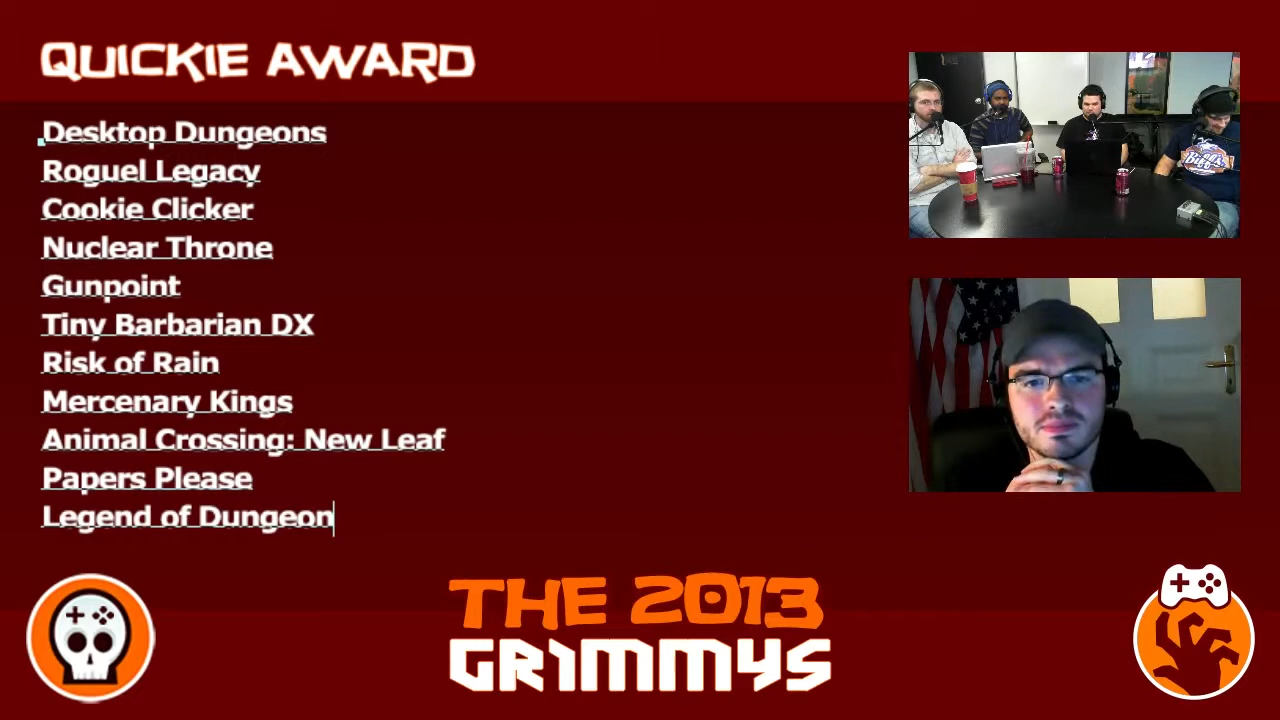 QUICKIE AWARD
Desktop Dungeons
Roguel Legacy
Cookie Clicker
Nuclear Throne
Gunpoint
Tiny Barbarian DX
Risk of Rain
Mercenary Kings
Animal Crossing: New Leaf
Papers Please
Legend of Dungeon
THE 2013
GR1MM4S